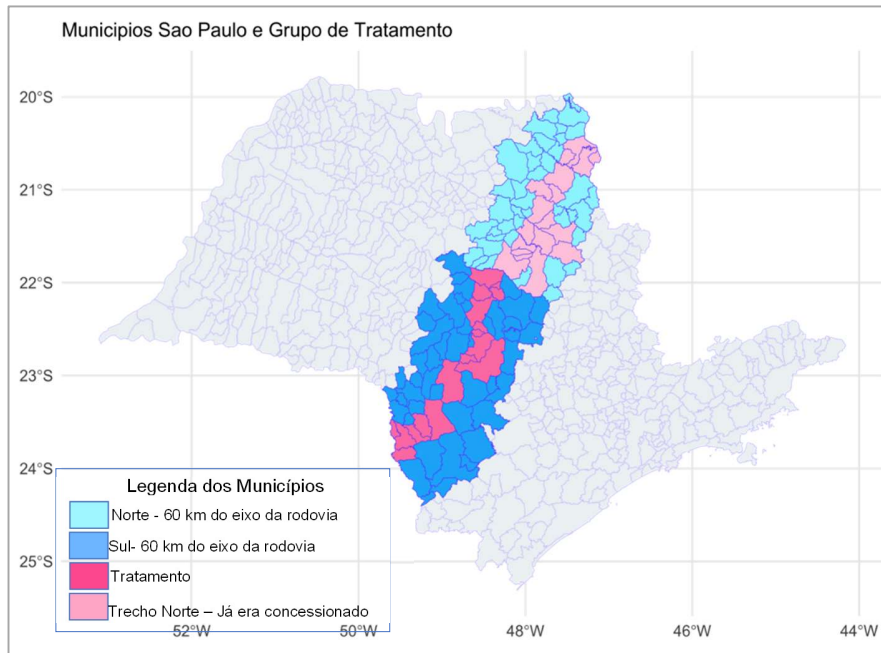 Municipios Sao Paulo e Grupo de Tratamento
20°S
21°S
22°S
23°S
24°S
25°S
Legenda dos Municípios
Norte - 60 km do eixo da rodovia
Sul- 60 km do eixo da rodovia
Tratamento
Trecho Norte – Já era concessionado
52°W
50°W
48°W
46°W
44°W